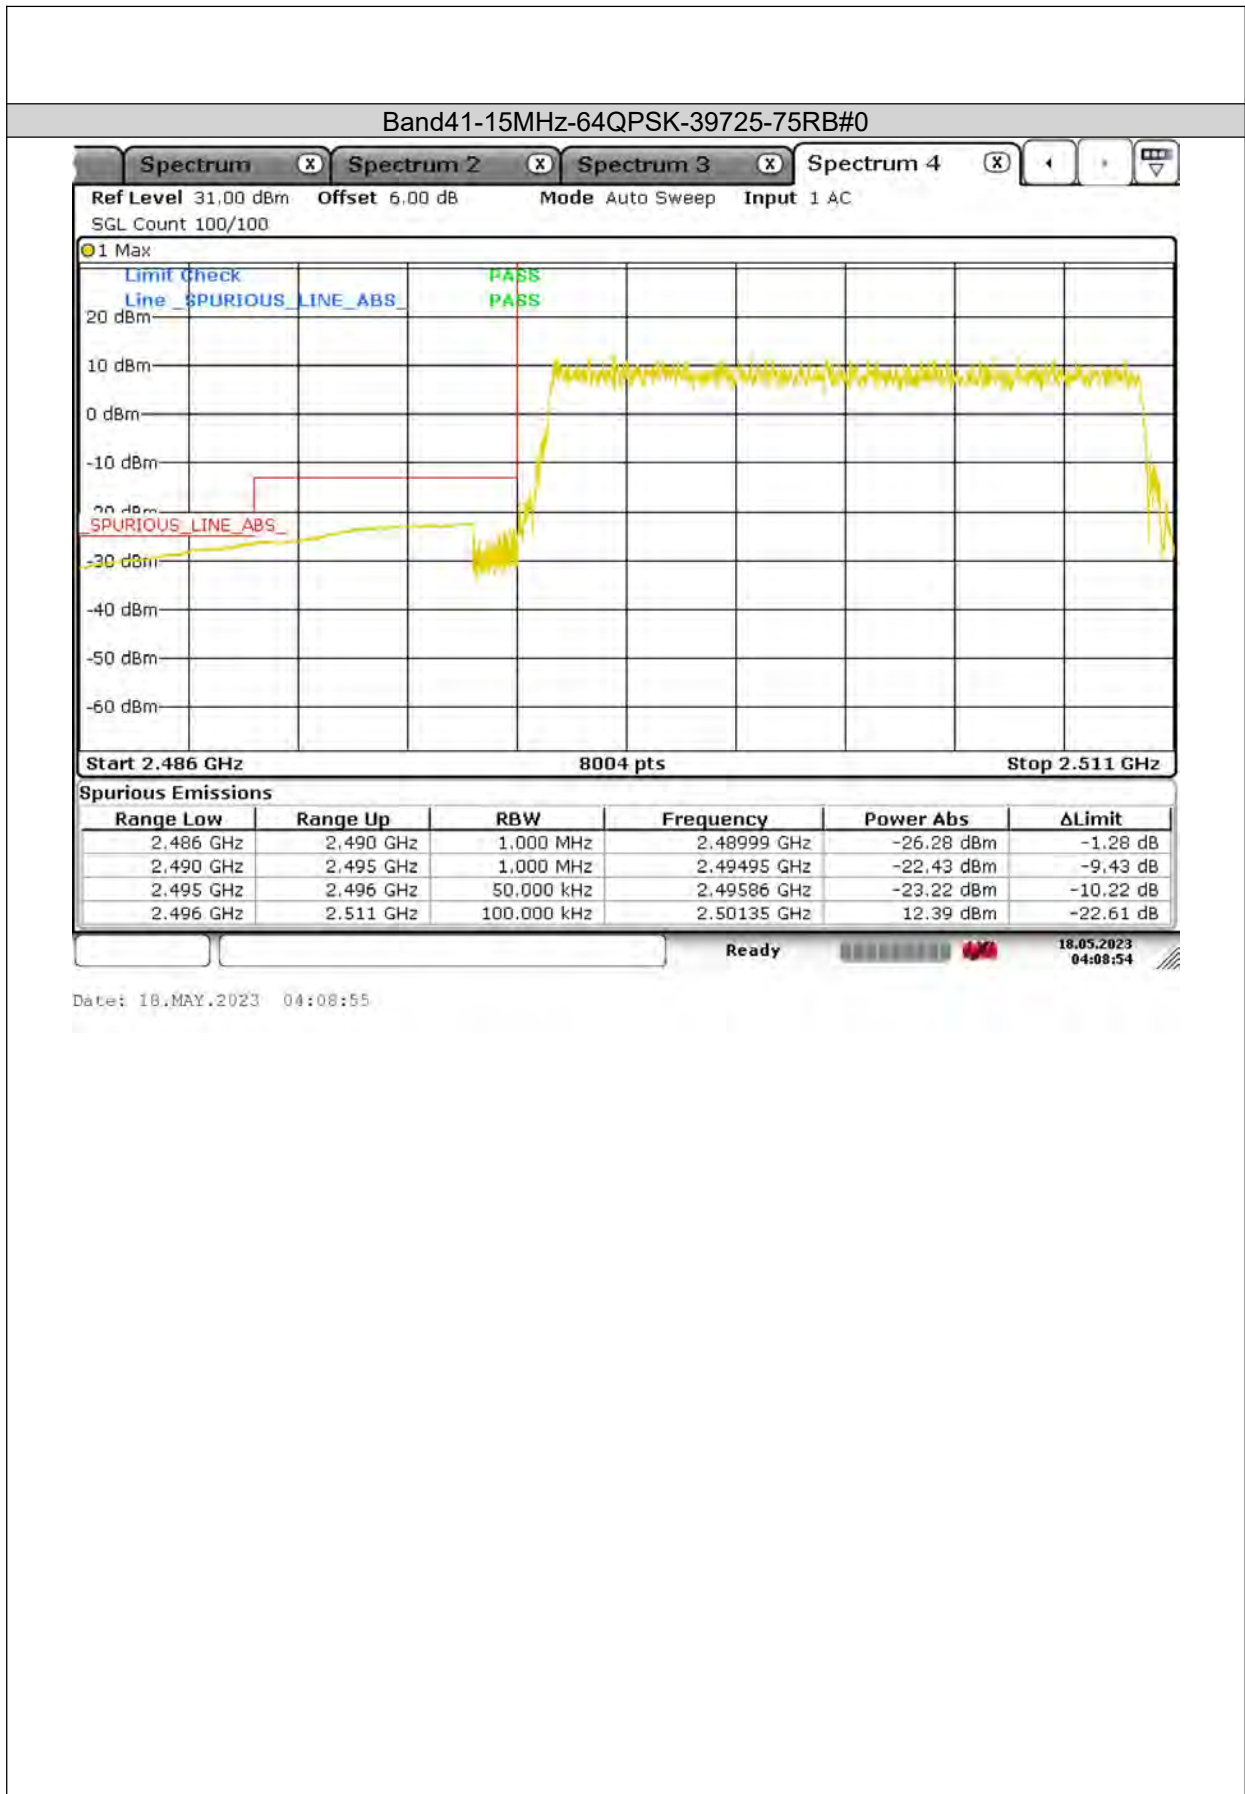 Band41-15MHz-64QPSK-39725-75RB#0
Spectrum X Spectrum 2 X Spectrum 3 X Spectrum 4 X
Ref Level 31.00 dBm Offset 6.00 dB Mode Auto Sweep Input 1 AC
SGL Count 100/100
1 Max
Limit Check PASS
Line _SPURIOUS_LINE_ABS_ PASS
20 dBm
10 dBm
0 dBm
-10 dBm
-20 dBm
_SPURIOUS_LINE_ABS_
-30 dBm
-40 dBm
-50 dBm
-60 dBm
Start 2.486 GHz 8004 pts Stop 2.511 GHz
Spurious Emissions
Range Low Range Up RBW Frequency Power Abs ΔLimit
2.486 GHz 2.490 GHz 1.000 MHz 2.48999 GHz -26.28 dBm -1.28 dB
2.490 GHz 2.495 GHz 1.000 MHz 2.49495 GHz -22.43 dBm -9.43 dB
2.495 GHz 2.496 GHz 50.000 kHz 2.49586 GHz -23.22 dBm -10.22 dB
2.496 GHz 2.511 GHz 100.000 kHz 2.50135 GHz 12.39 dBm -22.61 dB
Ready 18.05.2023
04:08:54
Date: 18.MAY.2023 04:08:55